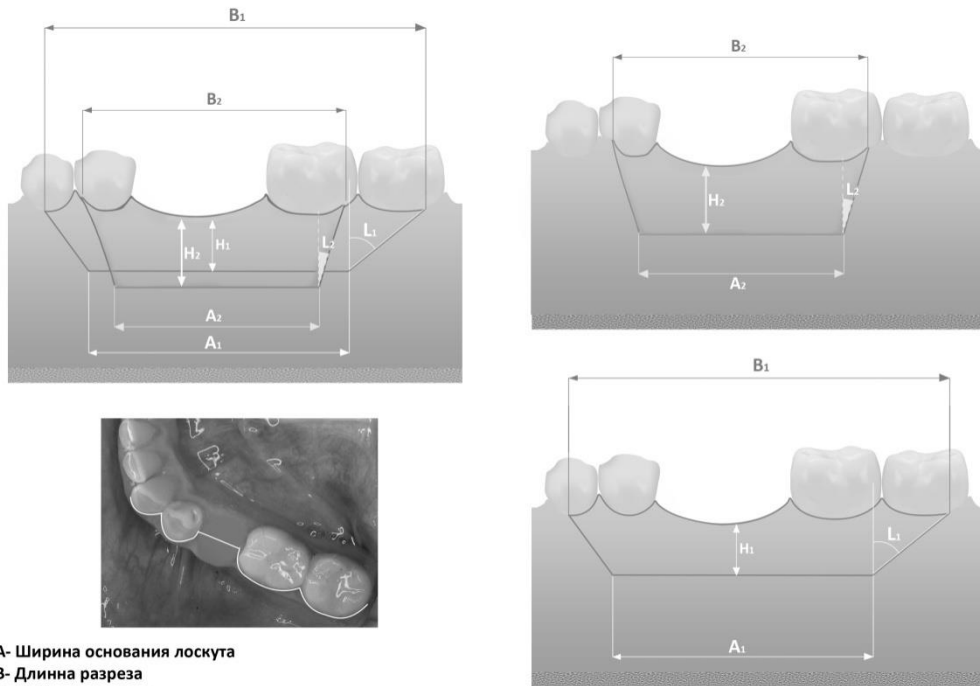 B₁
B₂
H₂
H₁
L₂
L₁
A₂
A₁
B₂
H₂
L₂
A₂
B₁
H₁
L₁
A₁
А- Ширина основания лоскута
В- Длинна разреза